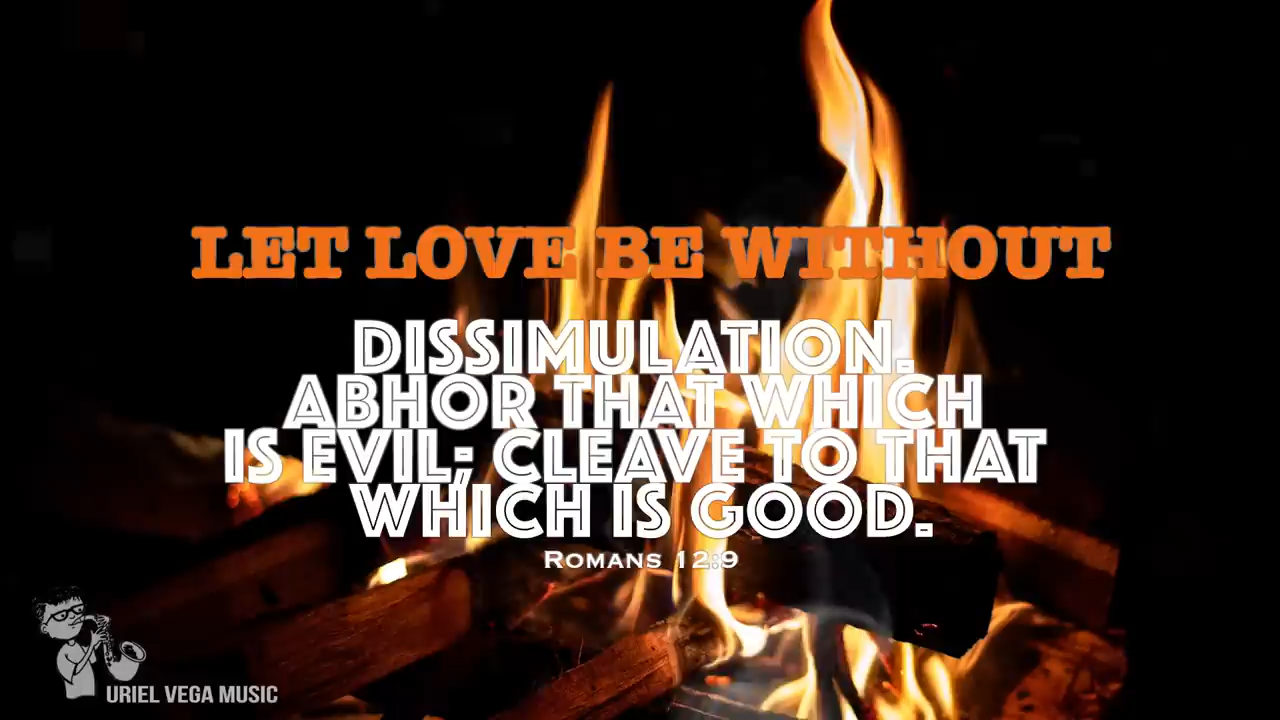 LET LOVE BE WITHOUT
DISSIMULATION.
ABHOR THAT WHICH
IS EVIL; CLEAVE TO THAT
WHICH IS GOOD.
Romans 12:9
URIEL VEGA MUSIC